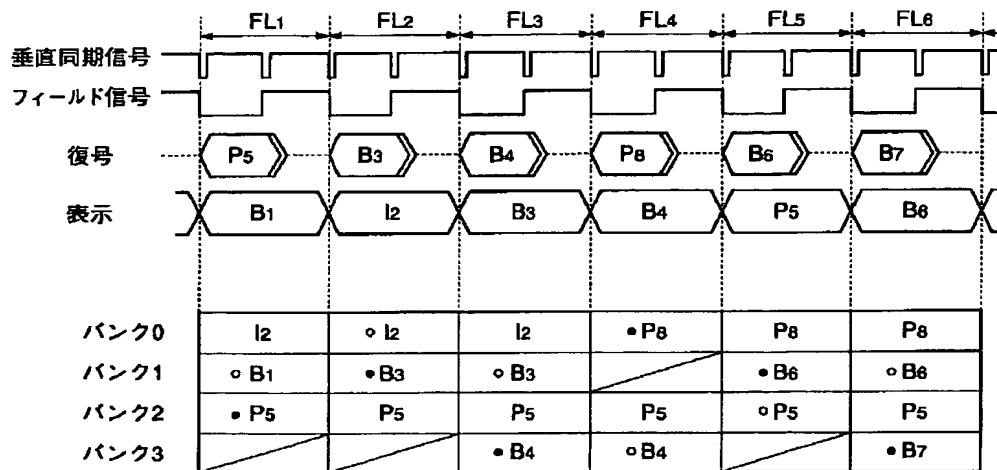 FL1 FL2 FL3 FL4 FL5 FL6
垂直同期信号
フィールド信号
復号 P5 B3 B4 P8 B6 B7
表示 B1 I2 B3 B4 P5 B6
バンク0 I2 ○I2 I2 ●P8 P8 P8
バンク1 ○B1 ●B3 ○B3 ●B6 ○B6
バンク2 ●P5 P5 P5 P5 ○P5 P5
バンク3 ●B4 ○B4 ●B7